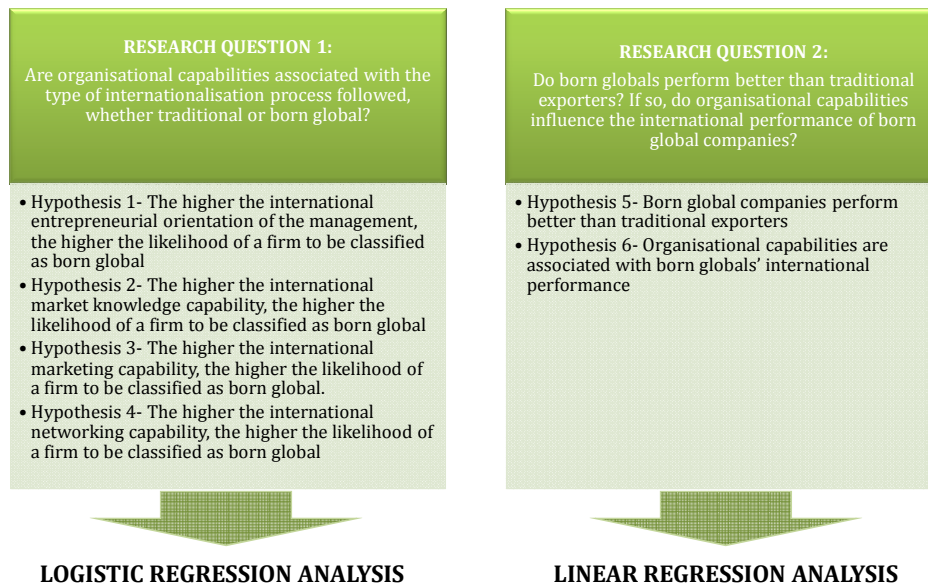 RESEARCH QUESTION 1:
Are organisational capabilities associated with the
type of internationalisation process followed,
whether traditional or born global?
• Hypothesis 1- The higher the international
entrepreneurial orientation of the management,
the higher the likelihood of a firm to be classified
as born global
• Hypothesis 2- The higher the international
market knowledge capability, the higher the
likelihood of a firm to be classified as born global
• Hypothesis 3- The higher the international
marketing capability, the higher the likelihood of
a firm to be classified as born global.
• Hypothesis 4- The higher the international
networking capability, the higher the likelihood of
a firm to be classified as born global
LOGISTIC REGRESSION ANALYSIS
RESEARCH QUESTION 2:
Do born globals perform better than traditional
exporters? If so, do organisational capabilities
influence the international performance of born
global companies?
• Hypothesis 5- Born global companies perform
better than traditional exporters
• Hypothesis 6- Organisational capabilities are
associated with born globals’ international
performance
LINEAR REGRESSION ANALYSIS